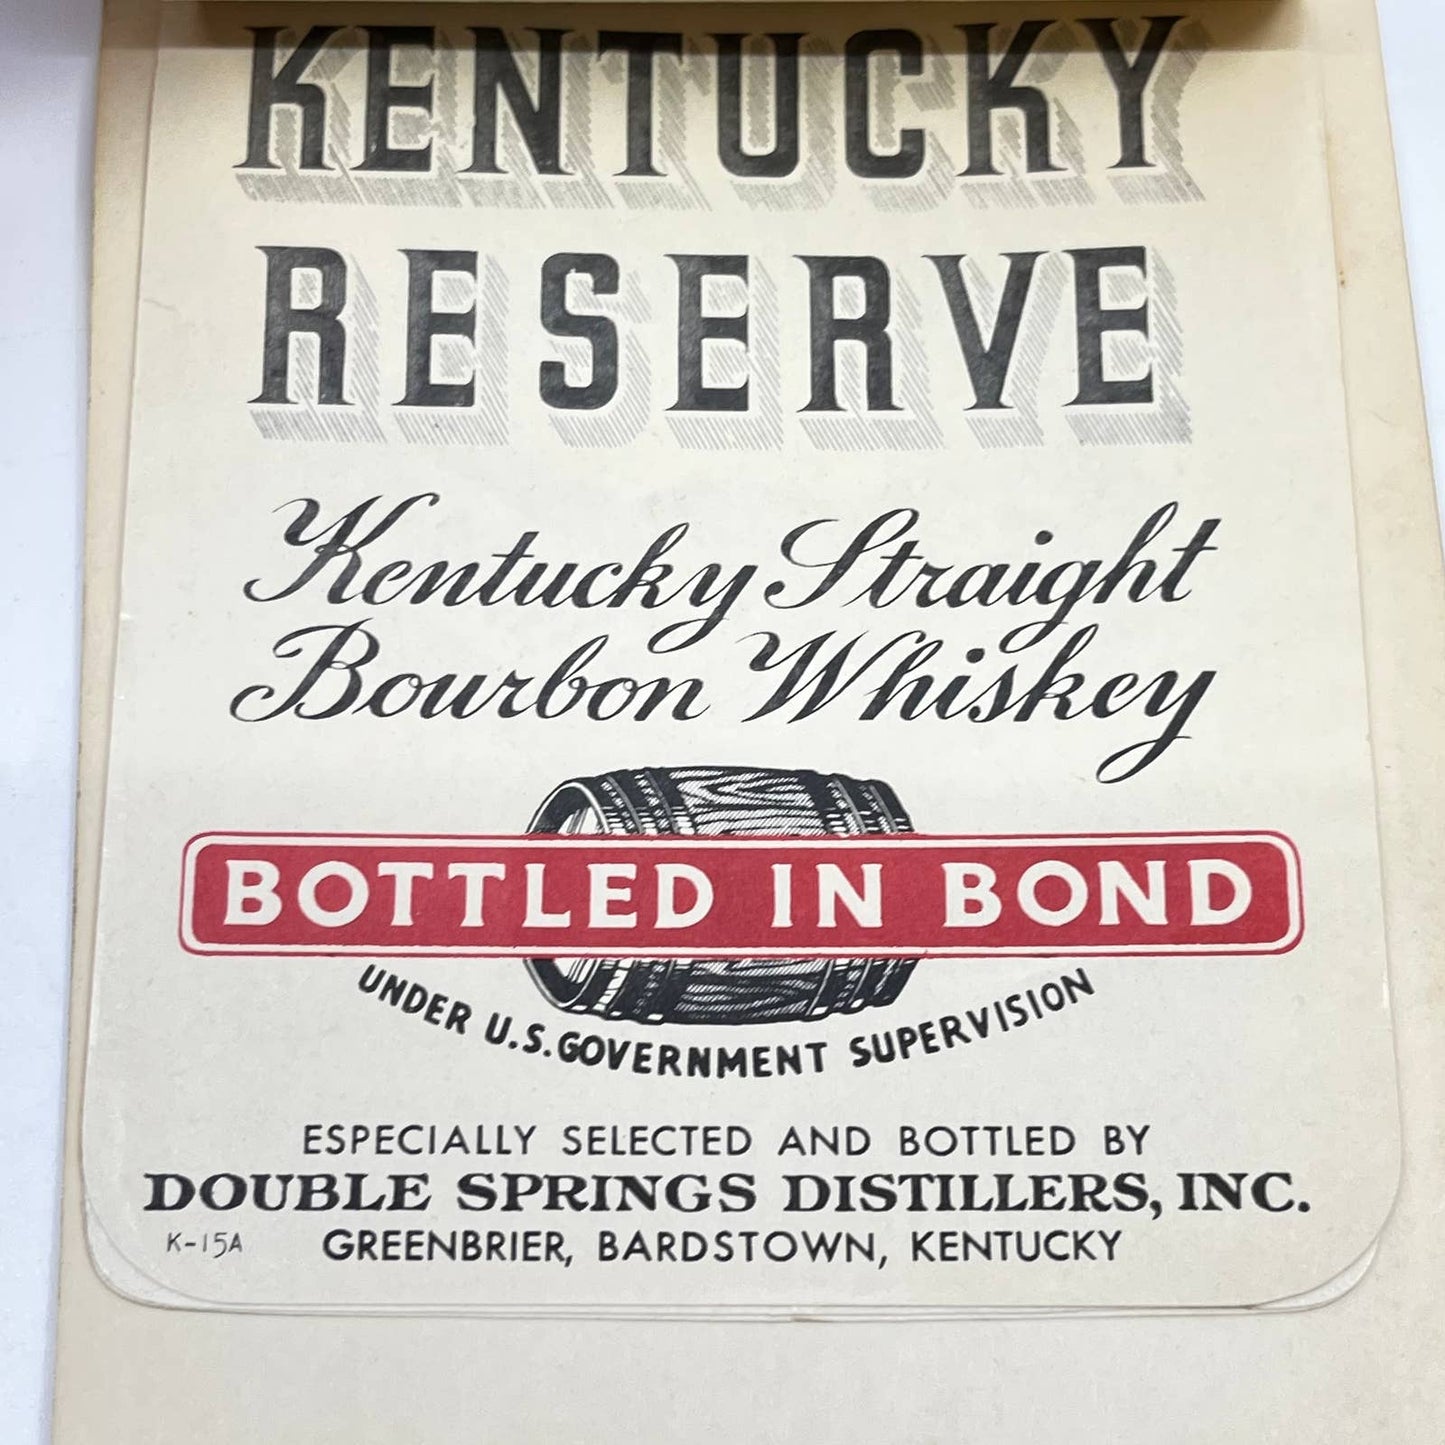 KENTUCKY
RESERVE
Kentucky Straight
Bourbon Whiskey
BOTTLED IN BOND
UNDER U.S. GOVERNMENT SUPERVISION
ESPECIALLY SELECTED AND BOTTLED BY
DOUBLE SPRINGS DISTILLERS, INC.
K-15A GREENBRIER, BARDSTOWN, KENTUCKY